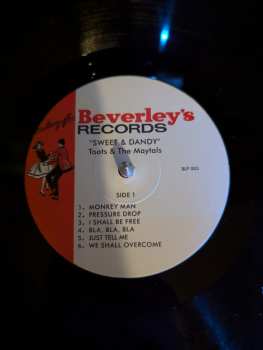 Beverley's
RECORDS
"SWEET & DANDY"
Toots & The Maytals
SIDE 1
1. MONKEY MAN
2. PRESSURE DROP
3. I SHALL BE FREE
4. BLA, BLA, BLA
5. JUST TELL ME
6. WE SHALL OVERCOME